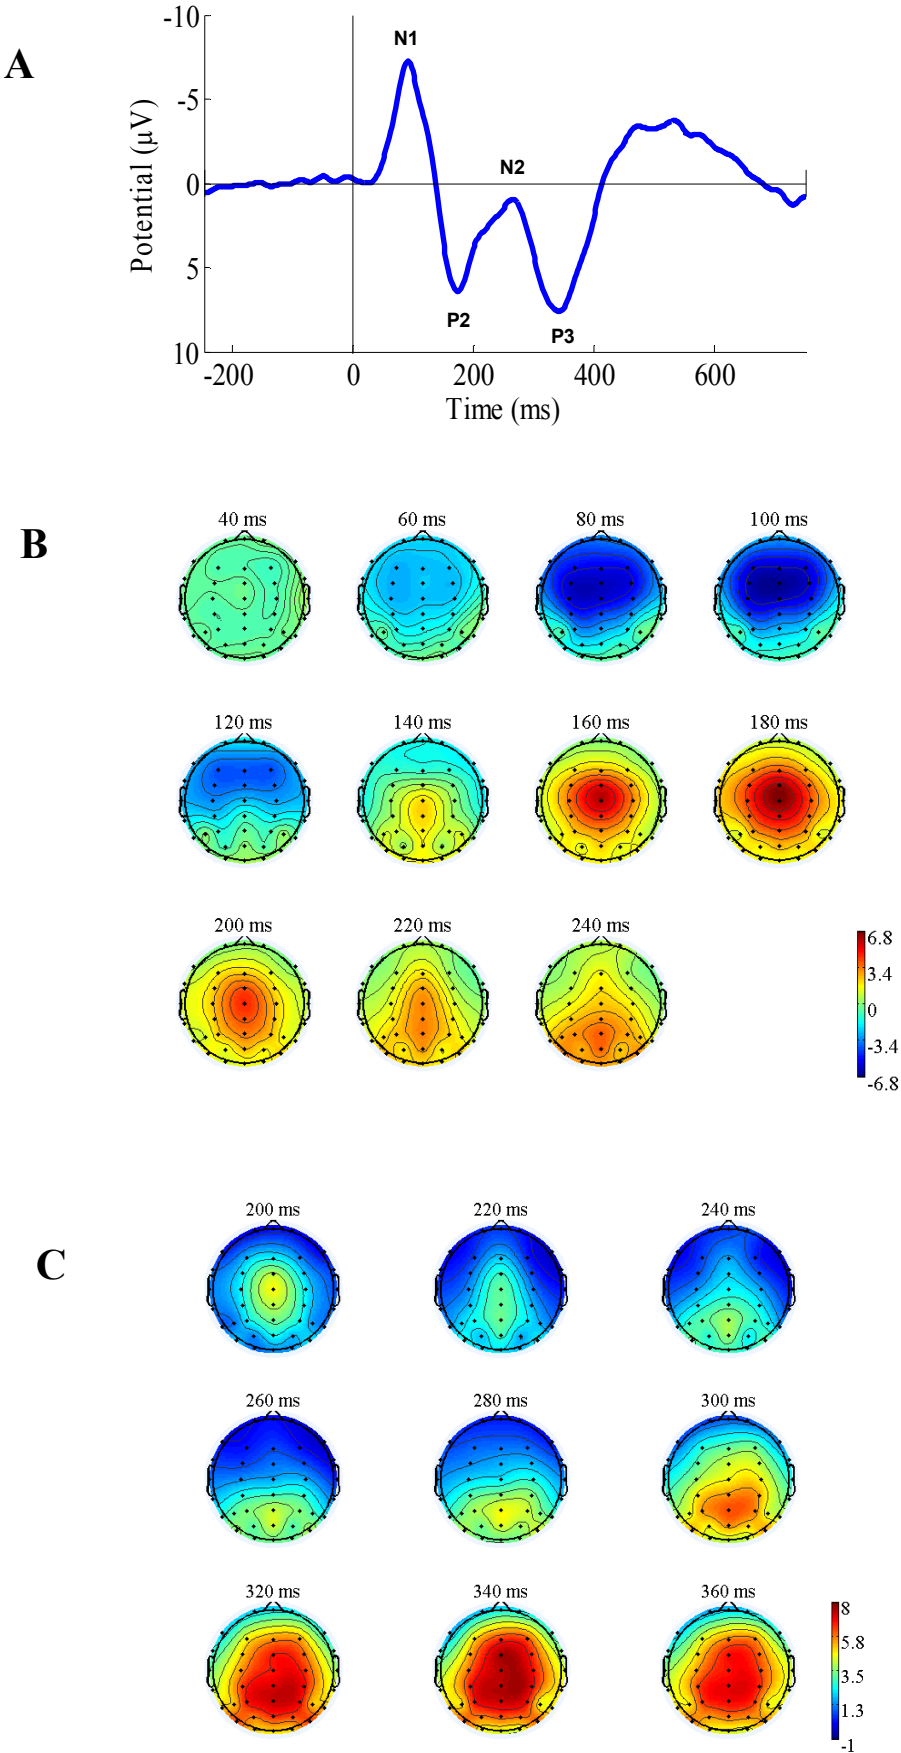 A
-10
-5
0
5
10
Potential (μV)
N1
N2
P2
P3
-200 0 200 400 600
Time (ms)
B
40 ms 60 ms 80 ms 100 ms
120 ms 140 ms 160 ms 180 ms
200 ms 220 ms 240 ms
6.8
3.4
0
-3.4
-6.8
C
200 ms 220 ms 240 ms
260 ms 280 ms 300 ms
320 ms 340 ms 360 ms
8
5.8
3.5
1.3
-1